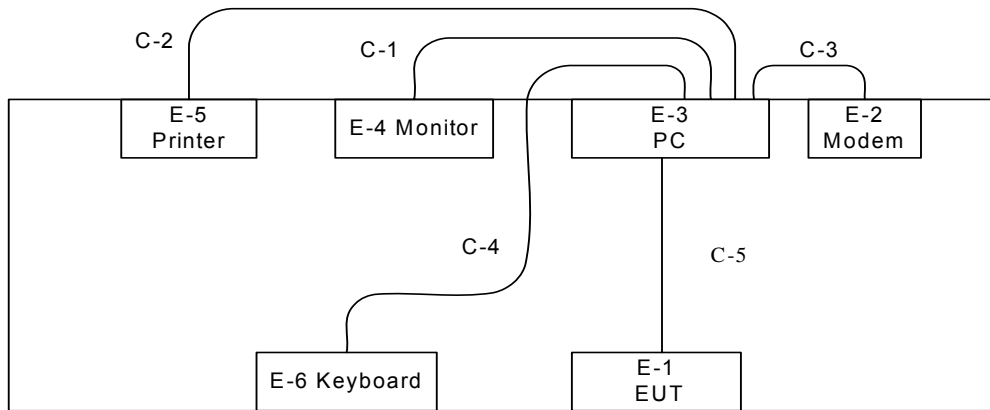 C-2
C-1
C-3
E-5
Printer
E-4 Monitor
E-3
PC
E-2
Modem
C-4
C-5
E-6 Keyboard
E-1
EUT